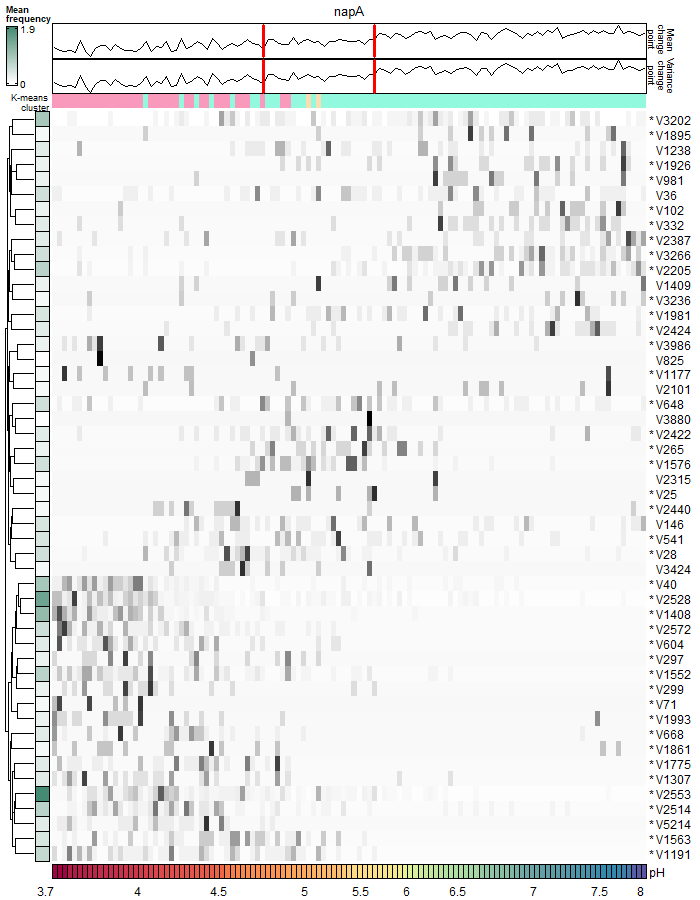 napA
Mean
frequency
1.9
0
Mean
change
point
Variance
change
point
K-means
cluster
* V3202
* V1895
V1238
* V1926
* V981
V36
* V102
* V332
* V2387
* V3266
* V2205
V1409
* V3236
* V1981
* V2424
* V3986
V825
* V1177
V2101
* V648
V3880
* V2422
* V265
* V1576
V2315
* V25
* V2440
V146
* V541
* V28
V3424
* V40
* V2528
* V1408
* V2572
* V604
* V297
* V1552
* V299
* V71
* V1993
* V668
* V1861
* V1775
* V1307
* V2553
* V2514
* V5214
* V1563
* V1191
pH
3.7 4 4.5 5 5.5 6 6.5 7 7.5 8